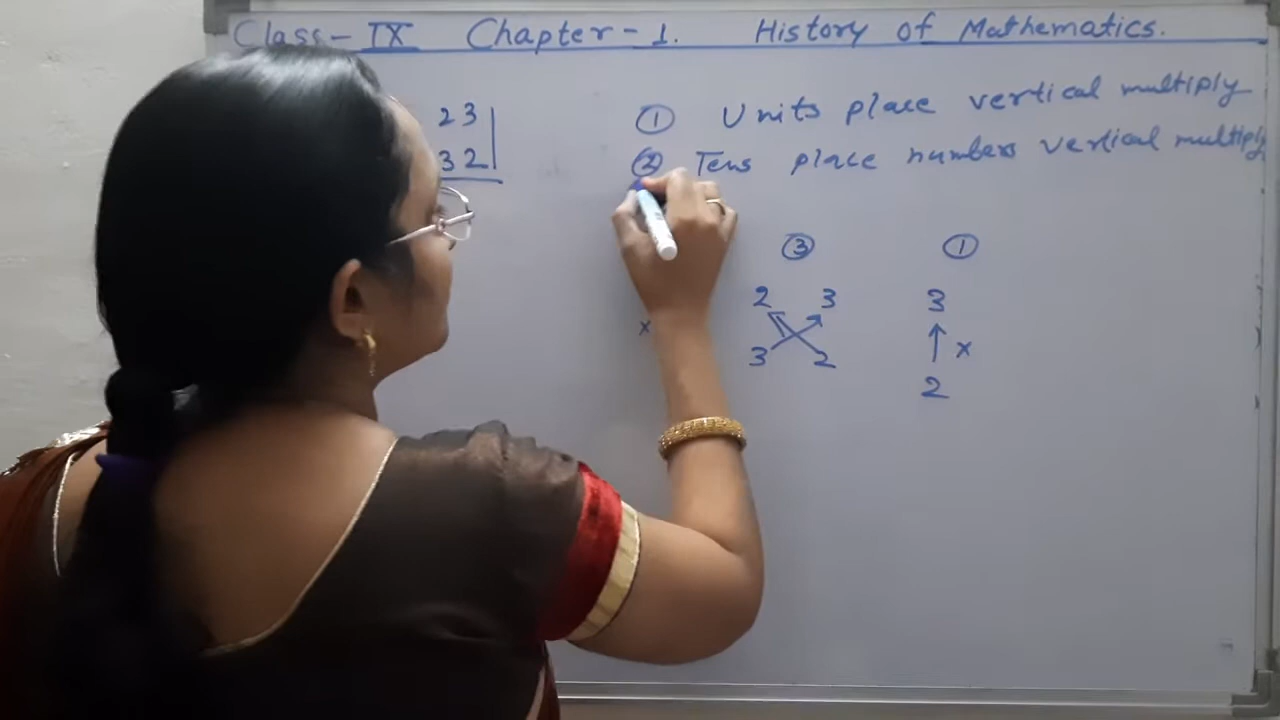 Class - IX Chapter - 1. History of Mathematics.
23
32
① Units place vertical multiply
② Tens place numbers vertical multiply
③ ①
2 3 3
x x
3 2 2